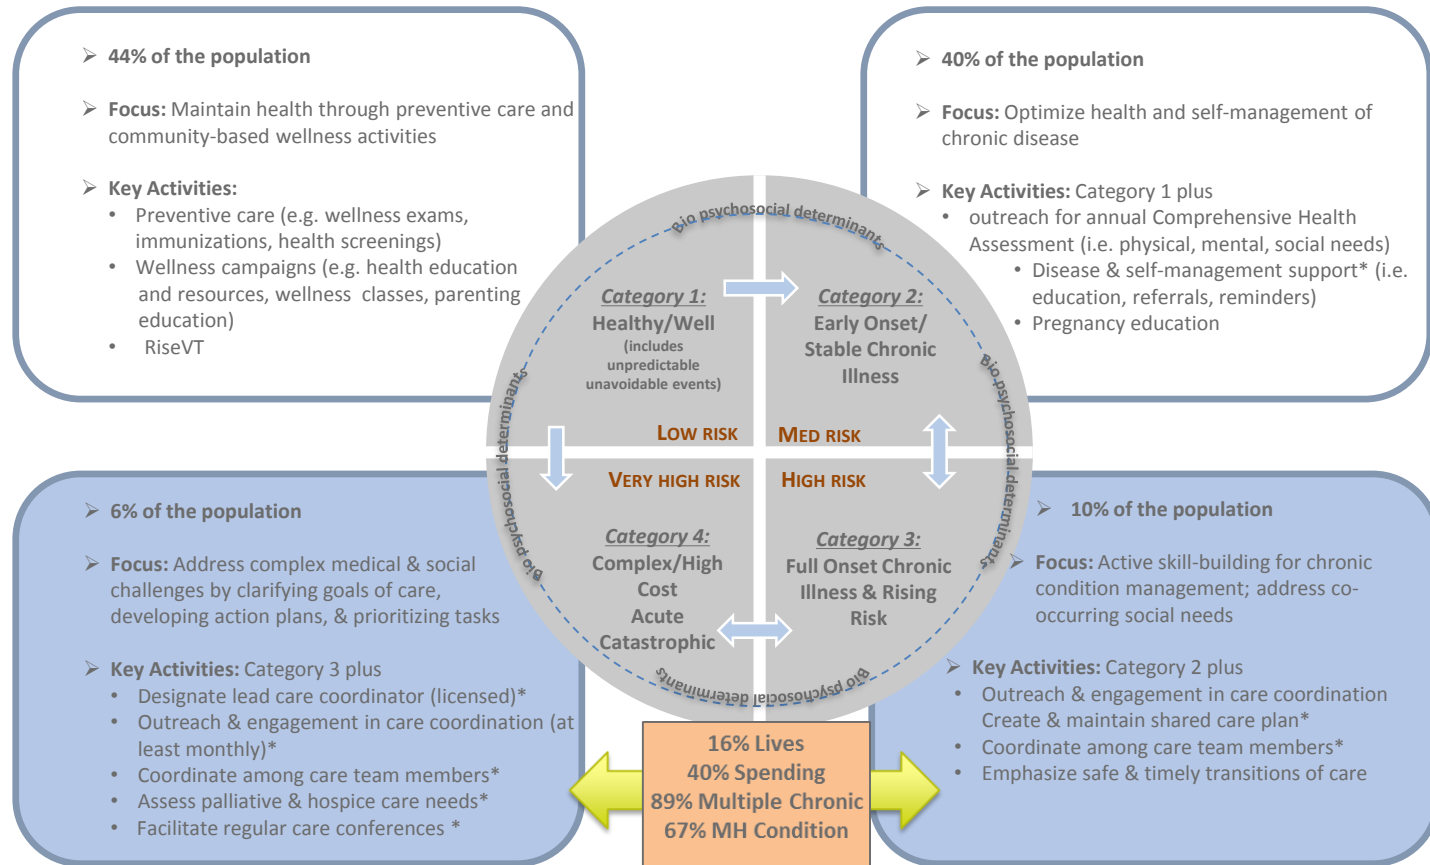 44% of the population
Focus: Maintain health through preventive care and
community-based wellness activities
Key Activities:
• Preventive care (e.g. wellness exams,
immunizations, health screenings)
• Wellness campaigns (e.g. health education
and resources, wellness classes, parenting
education)
• RiseVT
40% of the population
Focus: Optimize health and self-management of
chronic disease
Key Activities: Category 1 plus
• outreach for annual Comprehensive Health
Assessment (i.e. physical, mental, social needs)
• Disease & self-management support* (i.e.
education, referrals, reminders)
• Pregnancy education
Bio psychosocial determinants
Bio psychosocial determinants
Bio psychosocial determinants
Bio psychosocial determinants
Category 1:
Healthy/Well
(includes
unpredictable
unavoidable events)
LOW RISK
Category 2:
Early Onset/
Stable Chronic
Illness
MED RISK
VERY HIGH RISK
Category 4:
Complex/High
Cost
Acute
Catastrophic
HIGH RISK
Category 3:
Full Onset Chronic
Illness & Rising
Risk
6% of the population
Focus: Address complex medical & social
challenges by clarifying goals of care,
developing action plans, & prioritizing tasks
Key Activities: Category 3 plus
• Designate lead care coordinator (licensed)*
• Outreach & engagement in care coordination (at
least monthly)*
• Coordinate among care team members*
• Assess palliative & hospice care needs*
• Facilitate regular care conferences *
10% of the population
Focus: Active skill-building for chronic
condition management; address co-
occurring social needs
Key Activities: Category 2 plus
• Outreach & engagement in care coordination
Create & maintain shared care plan*
• Coordinate among care team members*
• Emphasize safe & timely transitions of care
16% Lives
40% Spending
89% Multiple Chronic
67% MH Condition